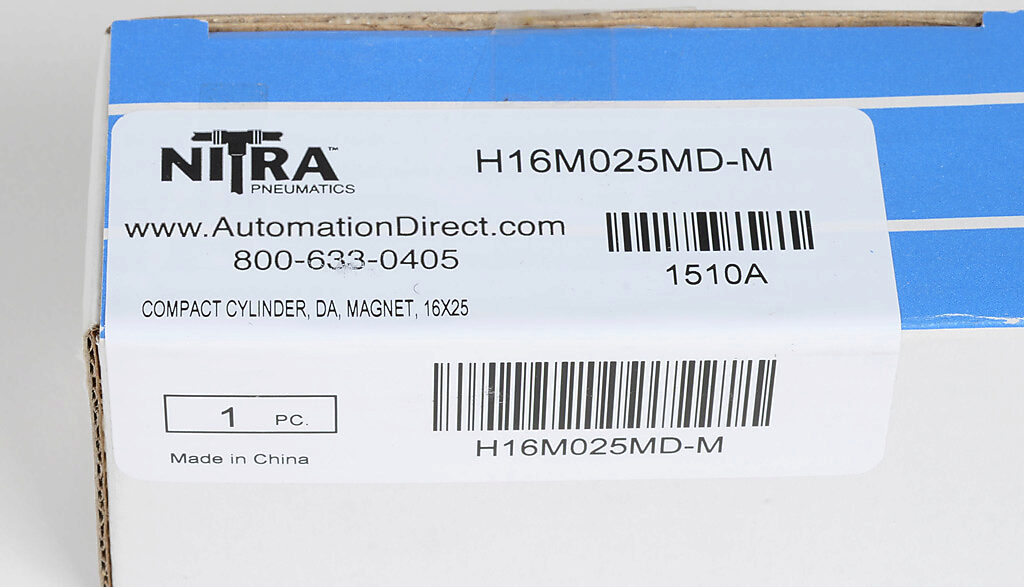 NITRA™
PNEUMATICS
H16M025MD-M
www.AutomationDirect.com
800-633-0405
1510A
COMPACT CYLINDER, DA, MAGNET, 16X25
1 PC.
H16M025MD-M
Made in China